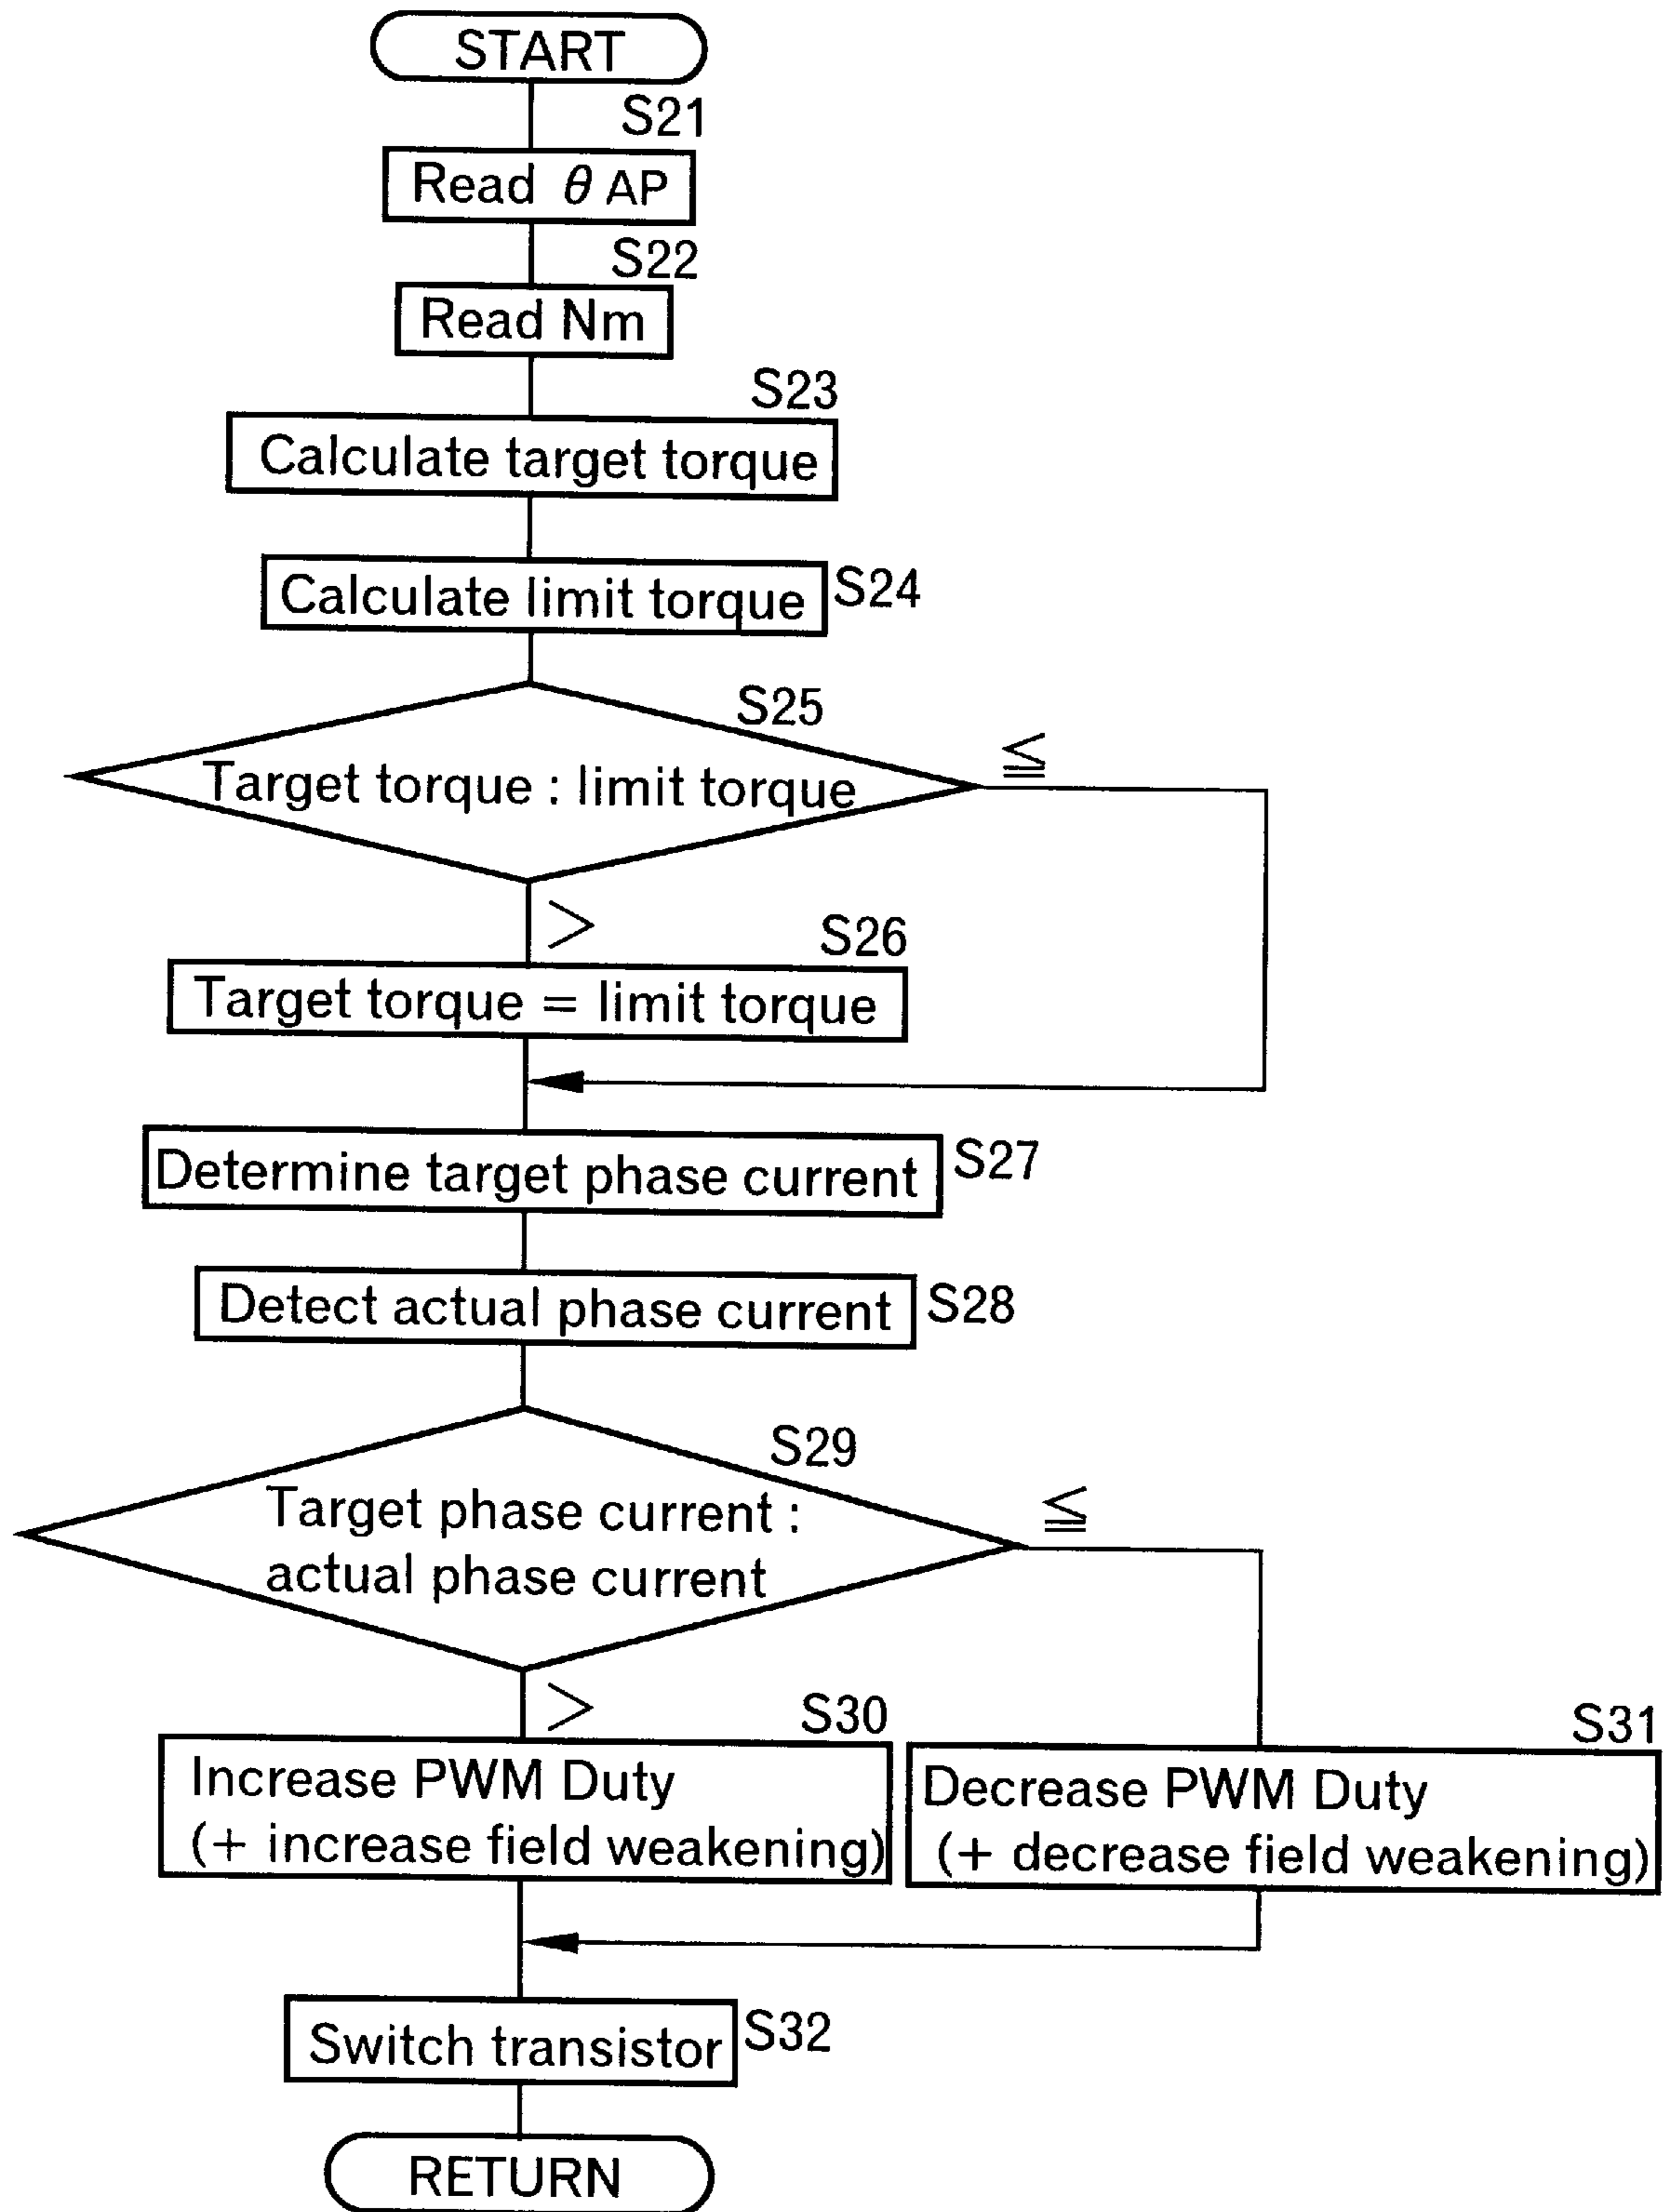 START
S21
Read θ AP
S22
Read Nm
S23
Calculate target torque
Calculate limit torque
S24
S25
Target torque : limit torque
≦
>
S26
Target torque = limit torque
Determine target phase current
S27
Detect actual phase current
S28
S29
Target phase current :
actual phase current
≦
>
S30
Increase PWM Duty
(+ increase field weakening)
S31
Decrease PWM Duty
(+ decrease field weakening)
Switch transistor
S32
RETURN